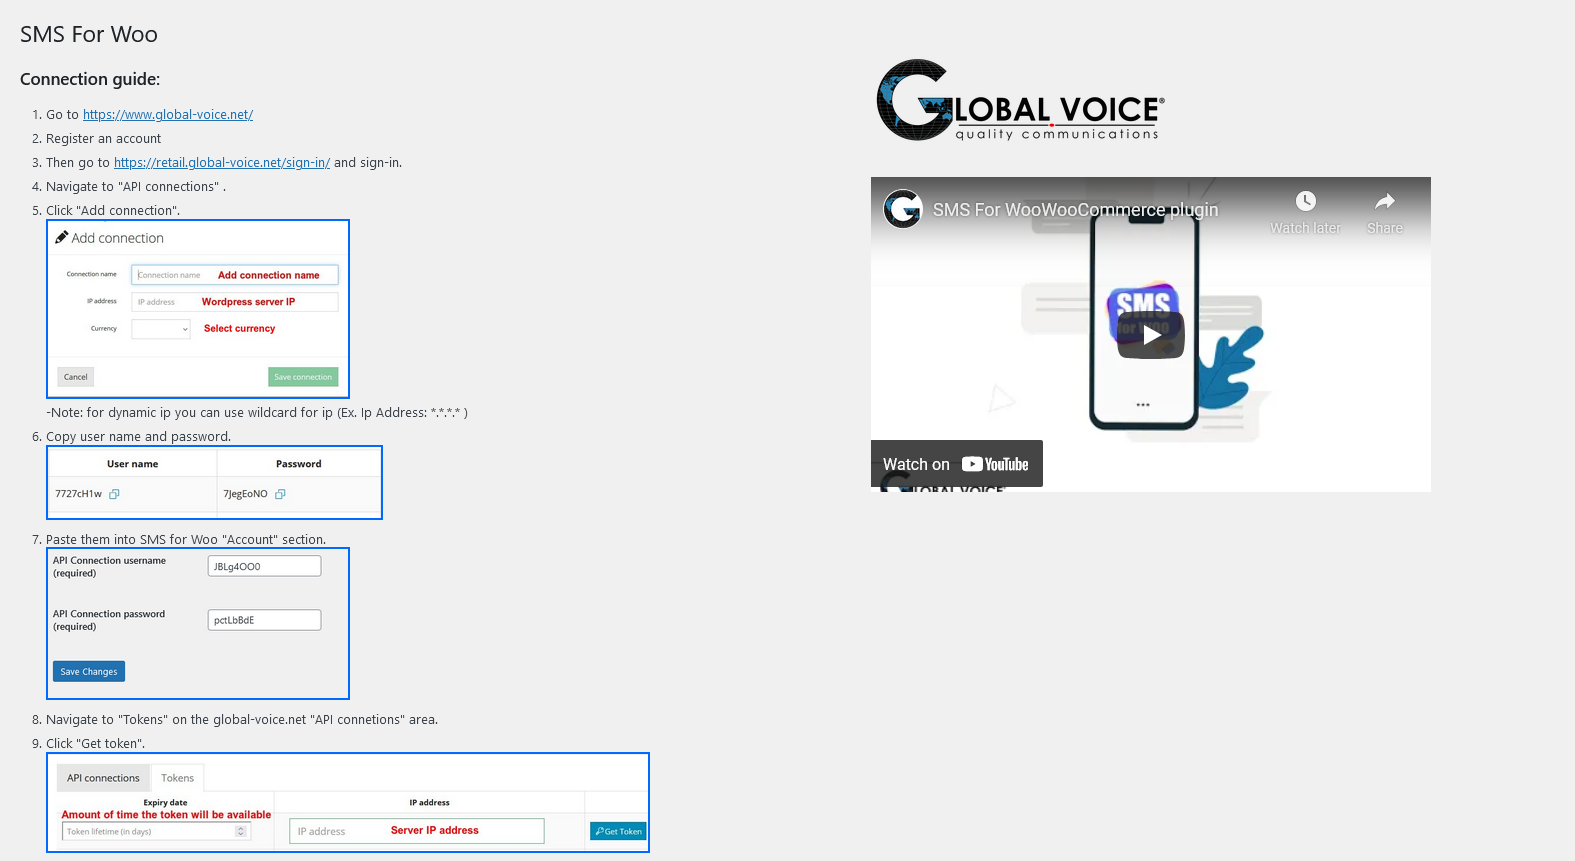 SMS For Woo
Connection guide:
1. Go to https://www.global-voice.net/
2. Register an account
3. Then go to https://retail.global-voice.net/sign-in/ and sign-in.
4. Navigate to "API connections" .
5. Click "Add connection".
Add connection
Connection name Connection name Add connection name
IP address IP address Wordpress server IP
Currency Select currency
Cancel Save connection
-Note: for dynamic ip you can use wildcard for ip (Ex. Ip Address: *.*.*.* )
6. Copy user name and password.
User name Password
7727cH1w 7JegEoNO
7. Paste them into SMS for Woo "Account" section.
API Connection username
(required)
JBLg4OO0
API Connection password
(required)
pctLbBdE
Save Changes
8. Navigate to "Tokens" on the global-voice.net "API connetions" area.
9. Click "Get token".
API connections Tokens
Expiry date IP address
Amount of time the token will be available
Token lifetime (in days) IP address Server IP address Get Token
GLOBAL VOICE®
quality communications
SMS For WooWooCommerce plugin
Watch later Share
SMS
for WOO
Watch on YouTube
GLOBAL VOICE®